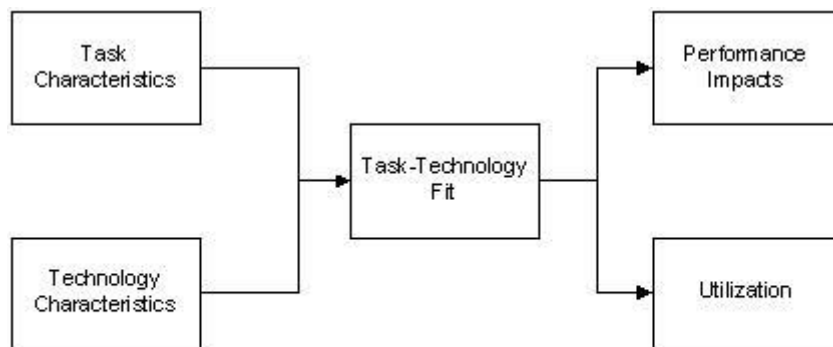 Task
Characteristics
Technology
Characteristics
Task-Technology
Fit
Performance
Impacts
Utilization